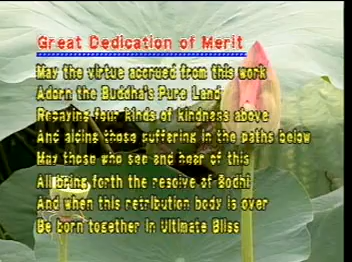 Great Dedication of Merit
May the virtue accrued from this work
Adorn the Buddha's Pure Land
Repaying four kinds of kindness above
And aiding those suffering in the paths below
May those who see and hear of this
All bring forth the resolve of Bodhi
And when this retribution body is over
Be born together in Ultimate Bliss